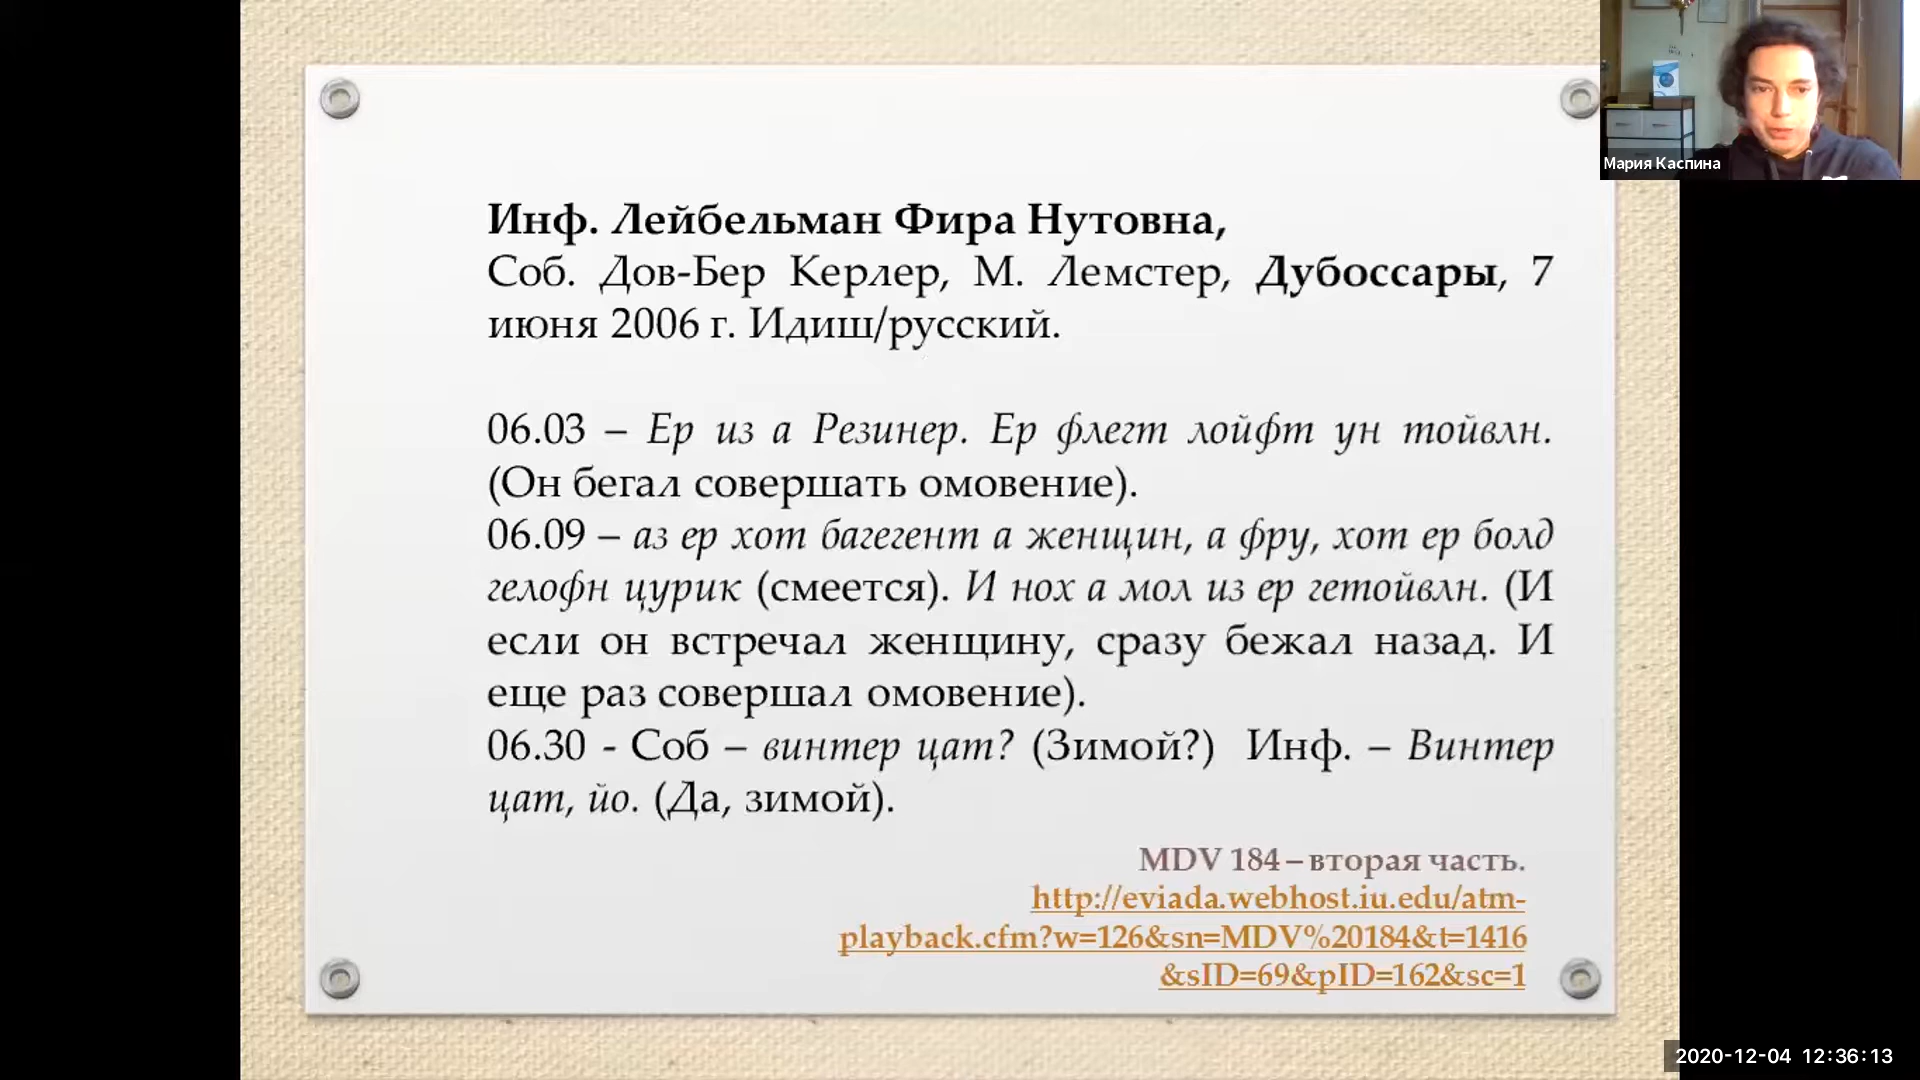 Мария Каспина
Инф. Лейбельман Фира Нутовна,
Соб. Дов-Бер Керлер, М. Лемстер, Дубоссары, 7
июня 2006 г. Идиш/русский.
06.03 – Ер из а Резинер. Ер флегт лойфт ун тойвлн.
(Он бегал совершать омовение).
06.09 – аз ер хот багегент а женщин, а фру, хот ер болд
гелофн цурик (смеется). И нох а мол из ер гетойвлн. (И
если он встречал женщину, сразу бежал назад. И
еще раз совершал омовение).
06.30 - Соб – винтер цат? (Зимой?) Инф. – Винтер
цат, йо. (Да, зимой).
MDV 184 – вторая часть.
http://eviada.webhost.iu.edu/atm-
playback.cfm?w=126&sn=MDV%20184&t=1416
&sID=69&pID=162&sc=1
2020-12-04 12:36:13